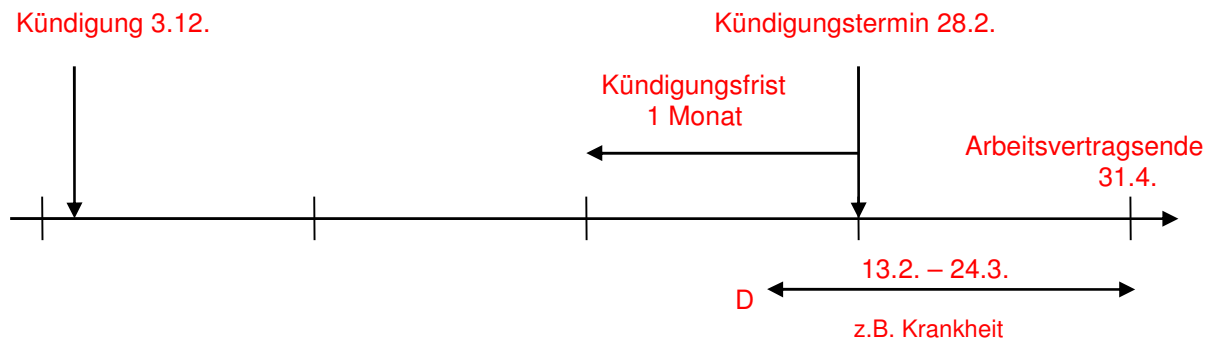 Kündigung 3.12.
Kündigungstermin 28.2.
Kündigungsfrist
1 Monat
Arbeitsvertragsende
31.4.
13.2. – 24.3.
D
z.B. Krankheit